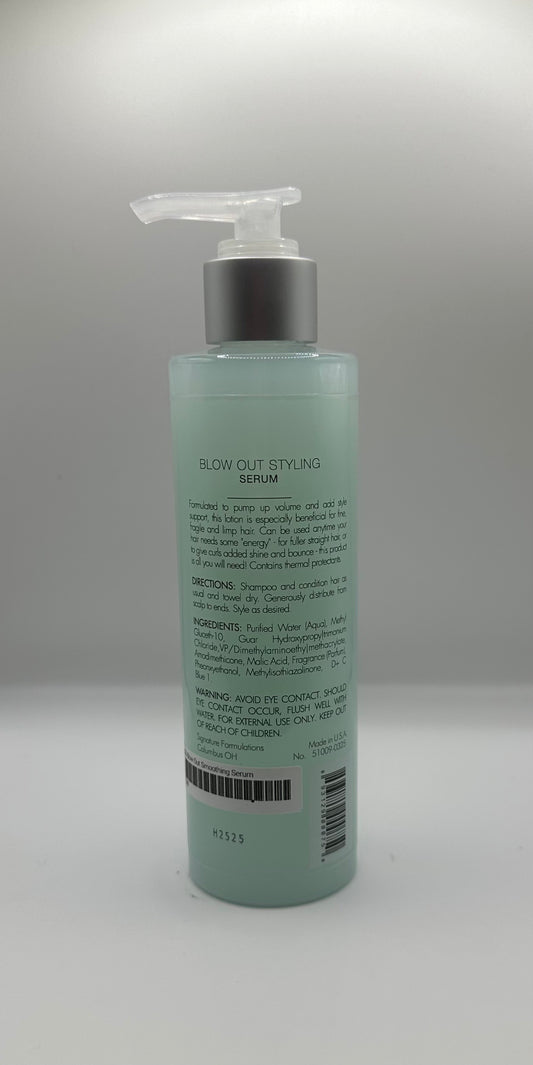 BLOW OUT STYLING
SERUM
Formulated to pump up volume and add style
support, this lotion is especially beneficial for fine,
fragile and limp hair. Can be used anytime your
hair needs some "energy" - for fuller straight hair, or
to give curls added shine and bounce - this product
is all you will need! Contains thermal protectants.
DIRECTIONS: Shampoo and condition hair as
usual and towel dry. Generously distribute from
scalp to ends. Style as desired.
INGREDIENTS: Purified Water (Aqua), Methyl
Gluceth-10, Guar Hydroxypropyltrimonium
Chloride, VP/Dimethylaminoethylmethacrylate,
Amodimethicone, Malic Acid, Fragrance (Parfum),
Pheoxyethanol, Methylisothiazolinone, D+ C
Blue 1.
WARNING: AVOID EYE CONTACT. SHOULD
EYE CONTACT OCCUR, FLUSH WELL WITH
WATER. FOR EXTERNAL USE ONLY. KEEP OUT
OF REACH OF CHILDREN.
Signature Formulations
Columbus OH
Made in U.S.A.
No. 51009-0325
Out Smoothing Serum
H2525